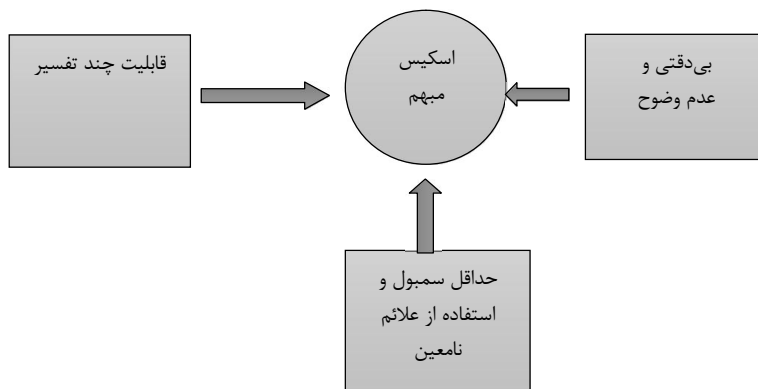 اسکیس
مبهم
بی‌دقتی و
عدم وضوح
قابلیت چند تفسیر
حداقل سمبول و
استفاده از علائم
نامعین